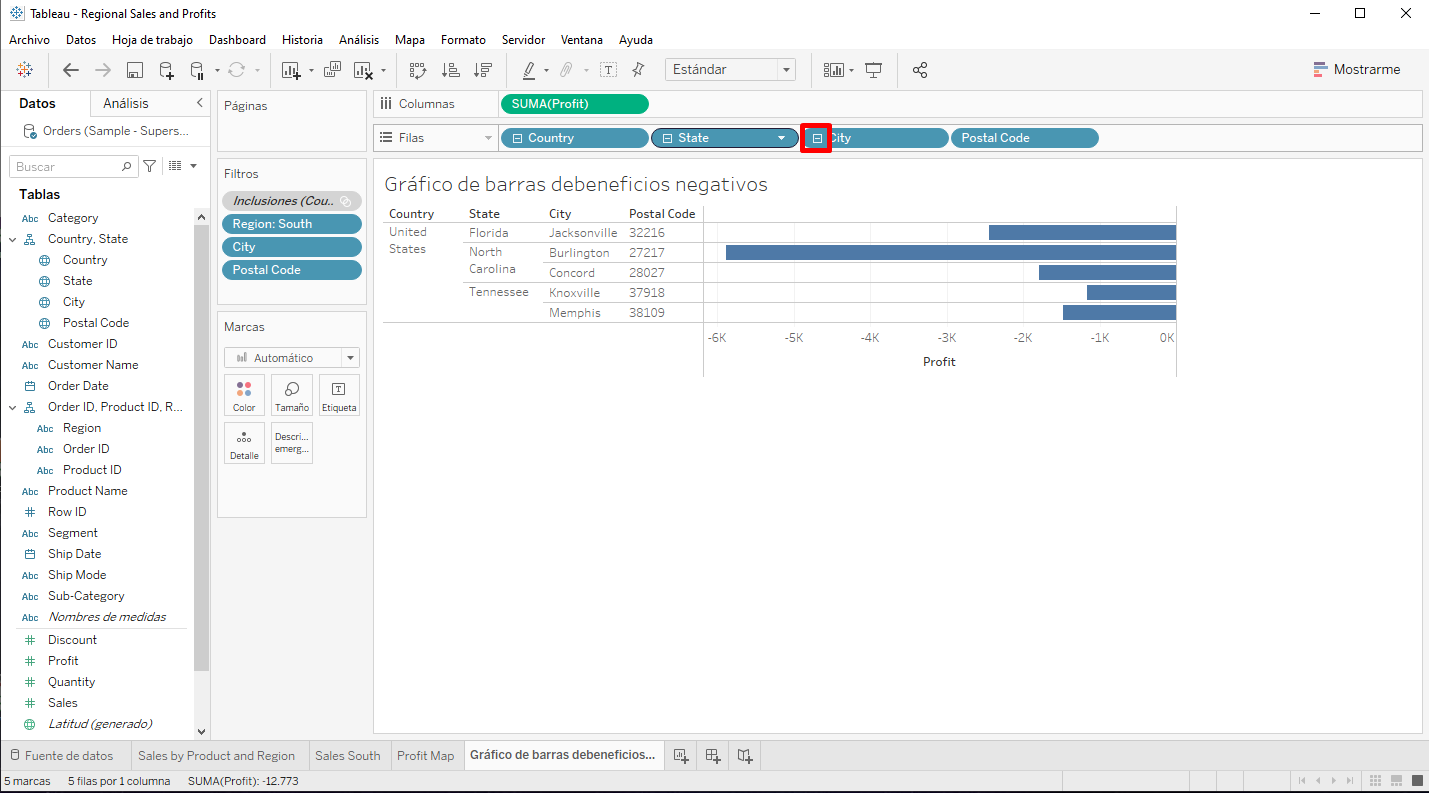 Tableau - Regional Sales and Profits
Archivo Datos Hoja de trabajo Dashboard Historia Análisis Mapa Formato Servidor Ventana Ayuda
Estándar
Mostrarme
Datos Análisis
Orders (Sample - Supers...
Buscar
Tablas
Abc Category
Country, State
Country
State
City
Postal Code
Abc Customer ID
Abc Customer Name
Order Date
Order ID, Product ID, R...
Abc Region
Abc Order ID
Abc Product ID
Abc Product Name
Row ID
Abc Segment
Ship Date
Abc Ship Mode
Abc Sub-Category
Abc Nombres de medidas
Discount
Profit
Quantity
Sales
Latitud (generado)
Páginas
Filtros
Inclusiones (Cou..
Region: South
City
Postal Code
Marcas
Automático
Color Tamaño Etiqueta
Detalle
Descri...
emerg...
Columnas SUMA(Profit)
Filas Country State City Postal Code
Gráfico de barras debeneficios negativos
Country State City Postal Code
United States
Florida Jacksonville 32216
North Carolina
Burlington 27217
Concord 28027
Tennessee Knoxville 37918
Memphis 38109
-6K -5K -4K -3K -2K -1K 0K
Profit
Fuente de datos Sales by Product and Region Sales South Profit Map Gráfico de barras debeneficios...
5 marcas 5 filas por 1 columna SUMA(Profit): -12.773